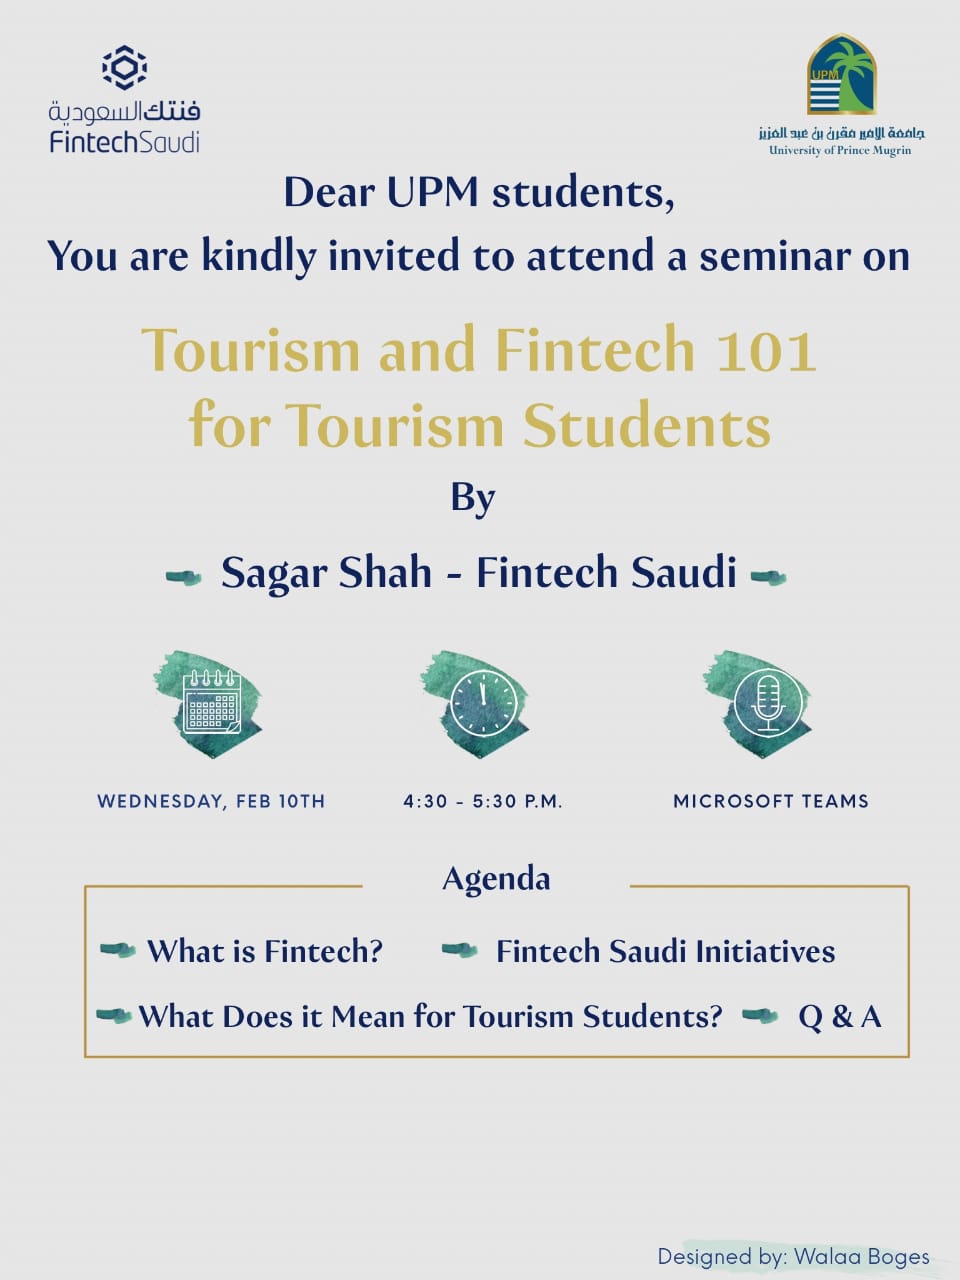 فنتك السعودية
FintechSaudi
UPM
جامعة الأمير مقرن بن عبد العزيز
University of Prince Mugrin
Dear UPM students,
You are kindly invited to attend a seminar on
Tourism and Fintech 101
for Tourism Students
By
Sagar Shah - Fintech Saudi
WEDNESDAY, FEB 10TH
4:30 - 5:30 P.M.
MICROSOFT TEAMS
Agenda
What is Fintech?
Fintech Saudi Initiatives
What Does it Mean for Tourism Students?
Q & A
Designed by: Walaa Boges